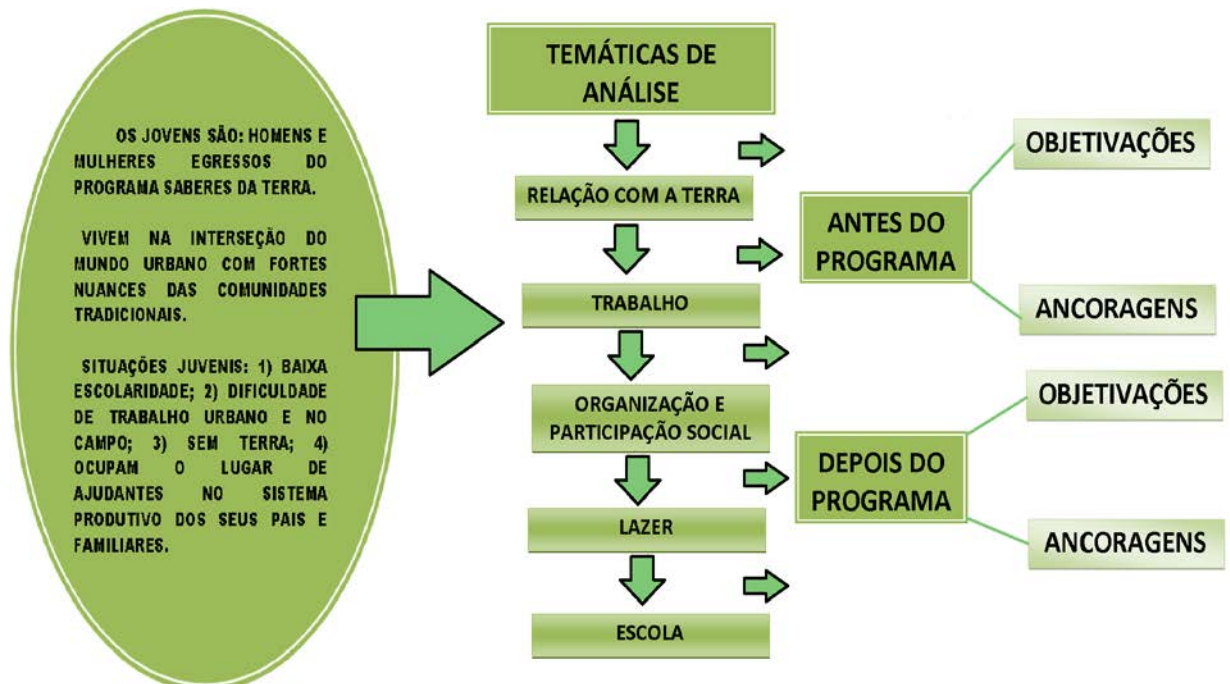 OS JOVENS SÃO: HOMENS E
MULHERES EGRESSOS DO
PROGRAMA SABERES DA TERRA.
VIVEM NA INTERSEÇÃO DO
MUNDO URBANO COM FORTES
NUANCES DAS COMUNIDADES
TRADICIONAIS.
SITUAÇÕES JUVENIS: 1) BAIXA
ESCOLARIDADE; 2) DIFICULDADE
DE TRABALHO URBANO E NO
CAMPO; 3) SEM TERRA; 4)
OCUPAM O LUGAR DE
AJUDANTES NO SISTEMA
PRODUTIVO DOS SEUS PAIS E
FAMILIARES.
TEMÁTICAS DE
ANÁLISE
RELAÇÃO COM A TERRA
TRABALHO
ORGANIZAÇÃO E
PARTICIPAÇÃO SOCIAL
LAZER
ESCOLA
ANTES DO
PROGRAMA
OBJETIVAÇÕES
ANCORAGENS
DEPOIS DO
PROGRAMA
OBJETIVAÇÕES
ANCORAGENS